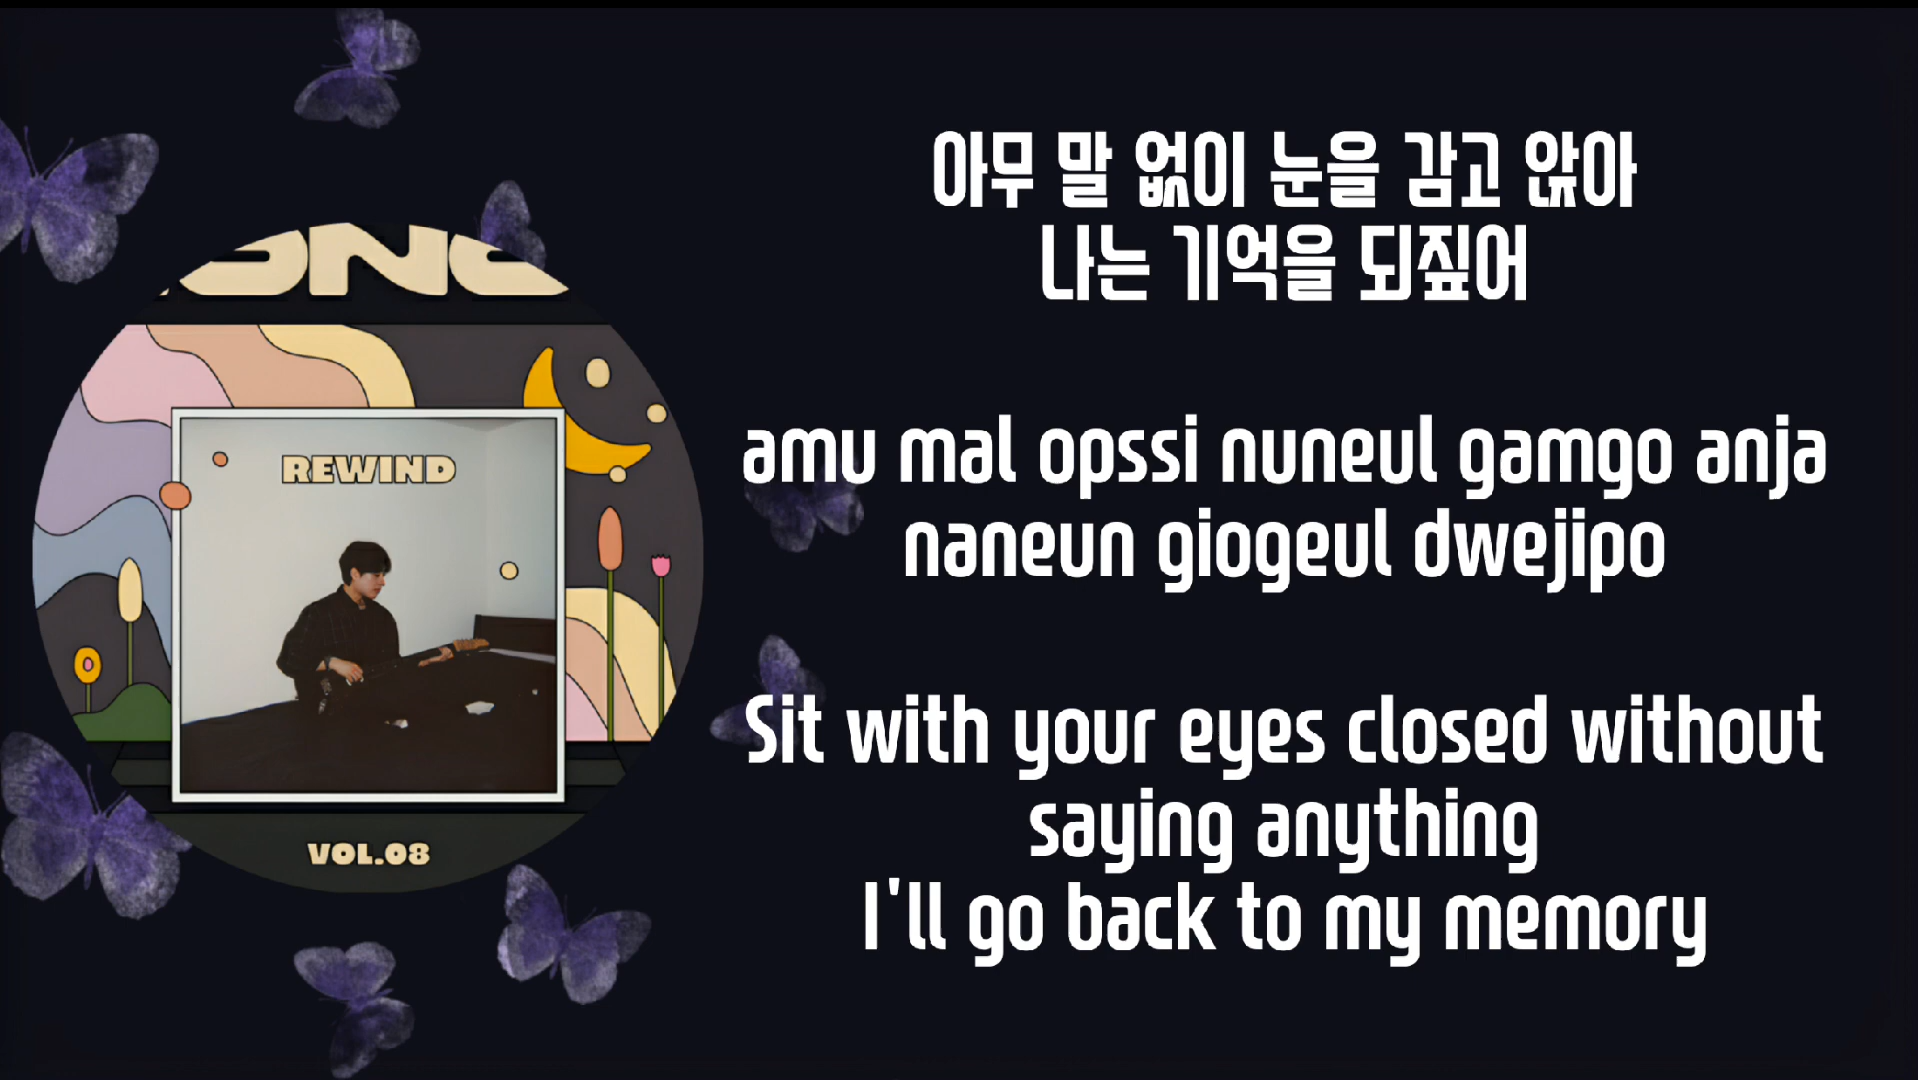 REWIND
VOL.08
아무 말 없이 눈을 감고 앉아
나는 기억을 되짚어
amu mal opssi nuneul gamgo anja
naneun giogeul dwejipo
Sit with your eyes closed without
saying anything
I'll go back to my memory